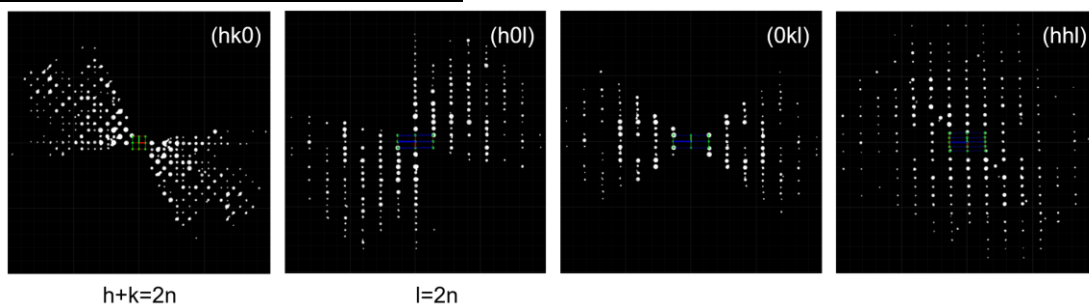 (hk0)
(h0l)
(0kl)
(hhl)
h+k=2n
l=2n